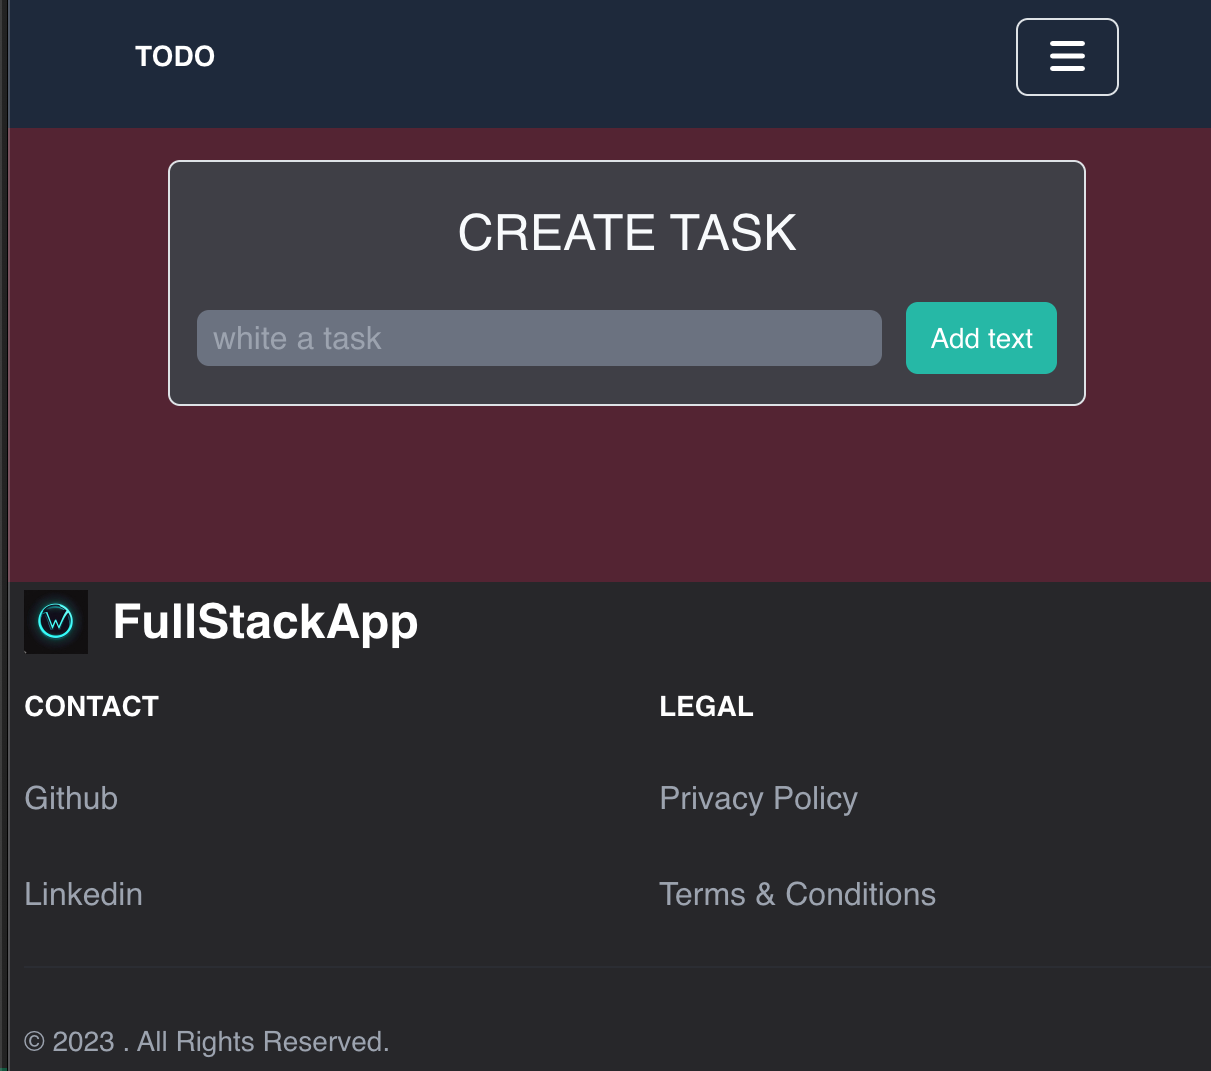 TODO
CREATE TASK
white a task
Add text
W
FullStackApp
CONTACT
LEGAL
Github
Privacy Policy
Linkedin
Terms & Conditions
© 2023 . All Rights Reserved.